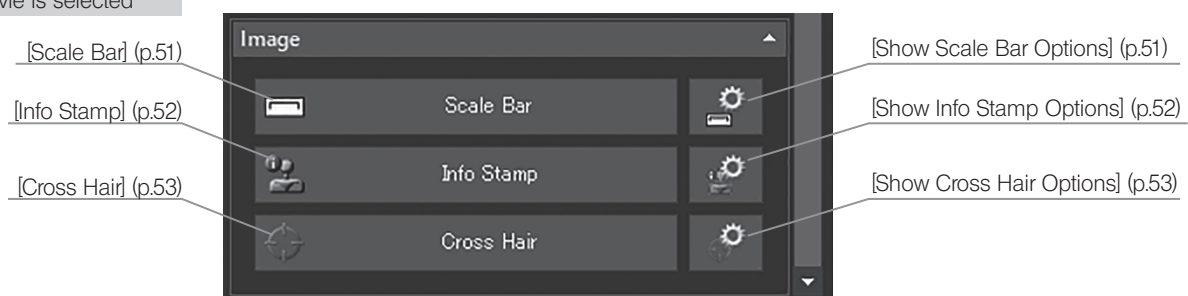 is selected
Image
[Scale Bar] (p.51)
Scale Bar
[Show Scale Bar Options] (p.51)
[Info Stamp] (p.52)
Info Stamp
[Show Info Stamp Options] (p.52)
[Cross Hair] (p.53)
Cross Hair
[Show Cross Hair Options] (p.53)